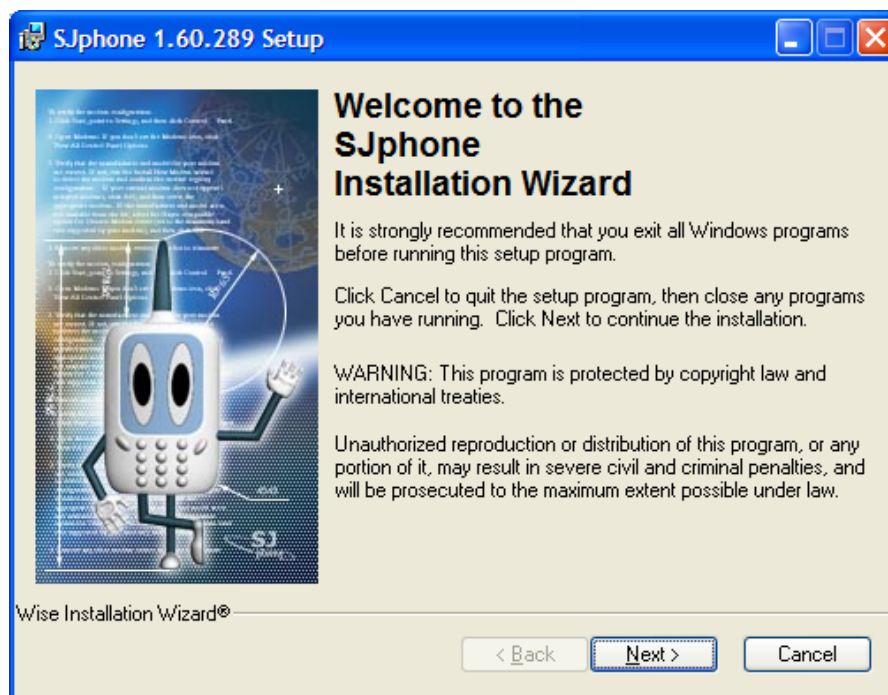 SJphone 1.60.289 Setup
Welcome to the
SJphone
Installation Wizard
It is strongly recommended that you exit all Windows programs
before running this setup program.
Click Cancel to quit the setup program, then close any programs
you have running.  Click Next to continue the installation.
WARNING: This program is protected by copyright law and
international treaties.
Unauthorized reproduction or distribution of this program, or any
portion of it, may result in severe civil and criminal penalties, and
will be prosecuted to the maximum extent possible under law.
SJ
Wise Installation Wizard®
< Back
Next >
Cancel